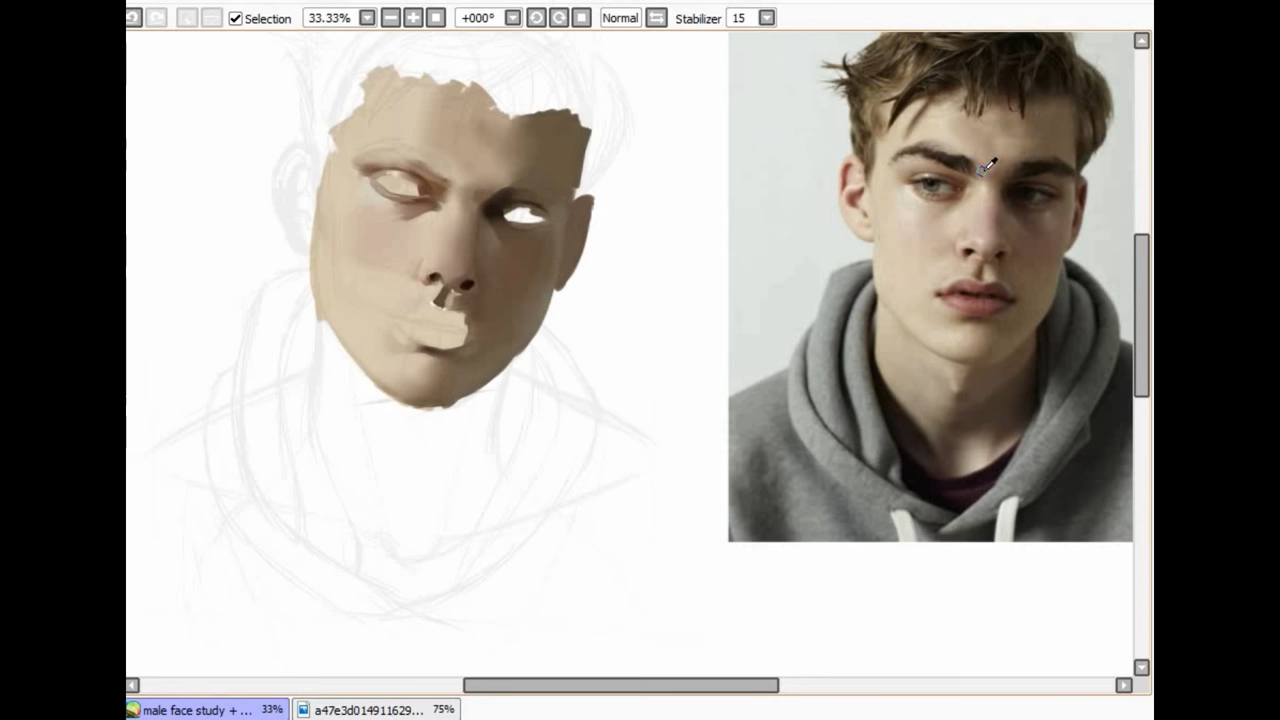 Selection 33.33% +000° Normal Stabilizer 15
male face study + ... 33% a47e3d014911629... 75%